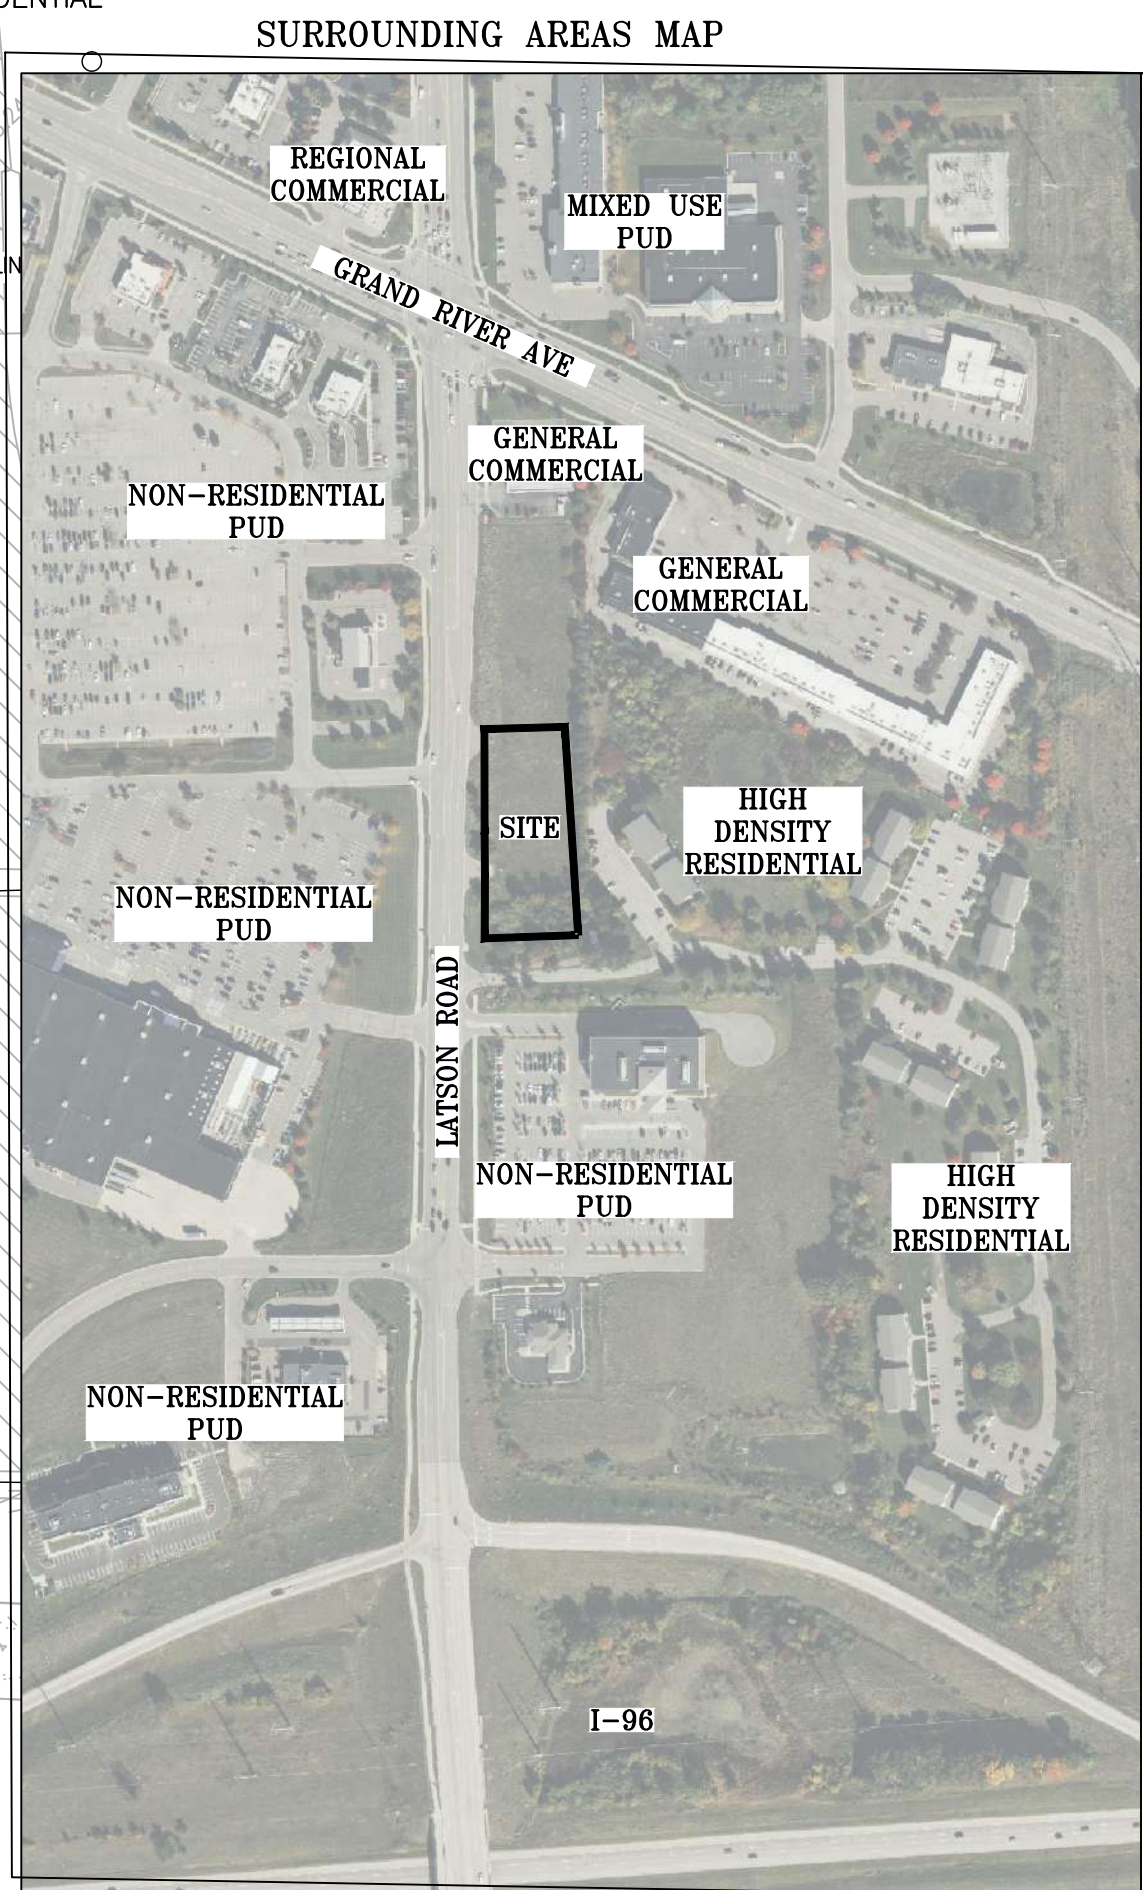 SURROUNDING AREAS MAP
REGIONAL
COMMERCIAL
MIXED USE
PUD
GRAND RIVER AVE
GENERAL
COMMERCIAL
NON-RESIDENTIAL
PUD
GENERAL
COMMERCIAL
HIGH
DENSITY
RESIDENTIAL
SITE
NON-RESIDENTIAL
PUD
LATSON ROAD
NON-RESIDENTIAL
PUD
HIGH
DENSITY
RESIDENTIAL
NON-RESIDENTIAL
PUD
I-96